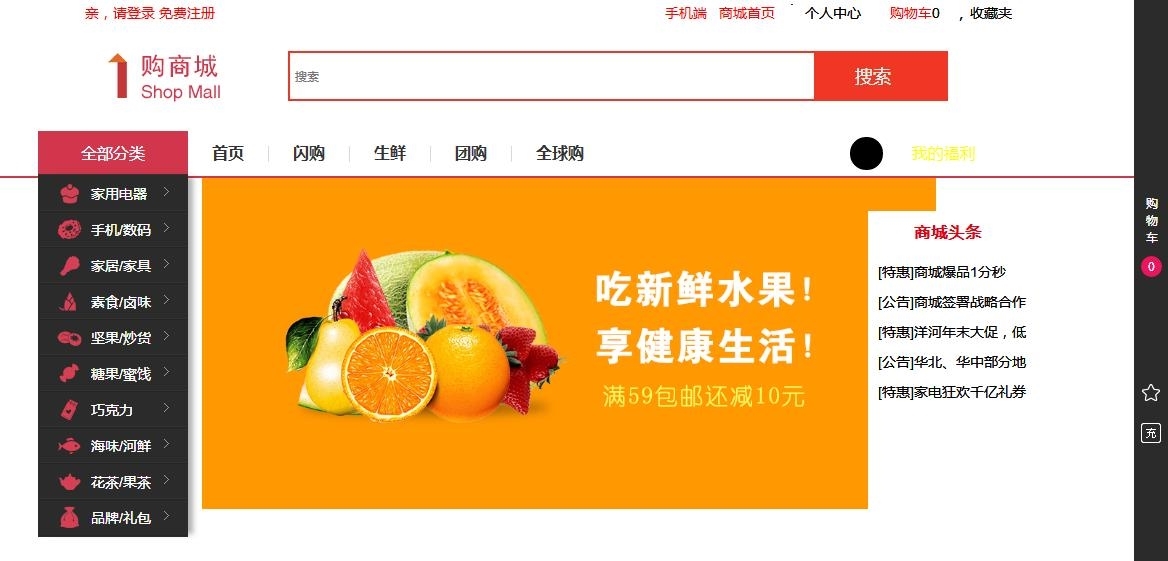 亲，请登录 免费注册
手机端 商城首页 个人中心 购物车0 ，收藏夹
购商城
Shop Mall
搜索
搜索
全部分类 首页 闪购 生鲜 团购 全球购 我的福利
家用电器
手机/数码
家居/家具
素食/卤味
坚果/炒货
糖果/蜜饯
巧克力
海味/河鲜
花茶/果茶
品牌/礼包
吃新鲜水果!
享健康生活!
满59包邮还减10元
商城头条
[特惠]商城爆品1分秒
[公告]商城签署战略合作
[特惠]洋河年末大促，低
[公告]华北、华中部分地
[特惠]家电狂欢千亿礼券
购
物
车
0
充